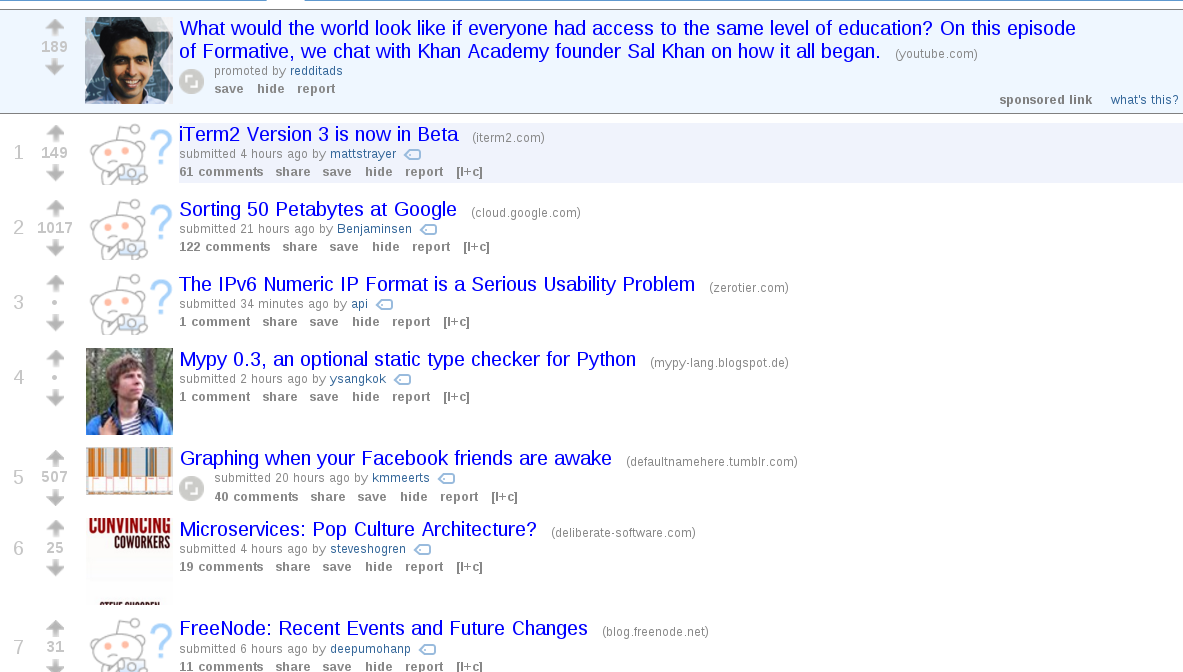 189
What would the world look like if everyone had access to the same level of education? On this episode
of Formative, we chat with Khan Academy founder Sal Khan on how it all began. (youtube.com)
promoted by redditads
save hide report
sponsored link what's this?
1
149
iTerm2 Version 3 is now in Beta (iterm2.com)
submitted 4 hours ago by mattstrayer
61 comments share save hide report [l+c]
2
1017
Sorting 50 Petabytes at Google (cloud.google.com)
submitted 21 hours ago by Benjaminsen
122 comments share save hide report [l+c]
3
•
The IPv6 Numeric IP Format is a Serious Usability Problem (zerotier.com)
submitted 34 minutes ago by api
1 comment share save hide report [l+c]
4
•
Mypy 0.3, an optional static type checker for Python (mypy-lang.blogspot.de)
submitted 2 hours ago by ysangkok
1 comment share save hide report [l+c]
5
507
Graphing when your Facebook friends are awake (defaultnamehere.tumblr.com)
submitted 20 hours ago by kmmeerts
40 comments share save hide report [l+c]
6
25
CONVINCING
COWORKERS
Microservices: Pop Culture Architecture? (deliberate-software.com)
submitted 4 hours ago by steveshogren
19 comments share save hide report [l+c]
7
31
FreeNode: Recent Events and Future Changes (blog.freenode.net)
submitted 6 hours ago by deepumohanp
11 comments share save hide report [l+c]